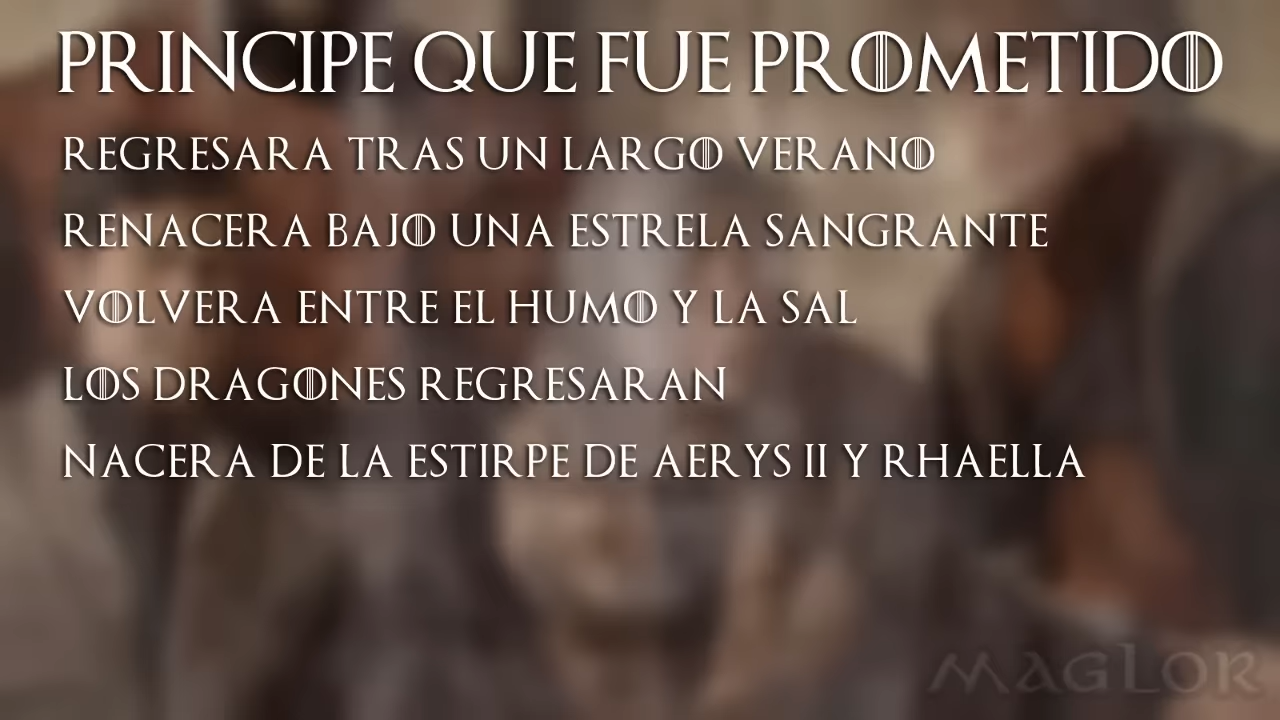 PRINCIPE QUE FUE PROMETIDO
REGRESARA TRAS UN LARGO VERANO
RENACERA BAJO UNA ESTRELA SANGRANTE
VOLVERA ENTRE EL HUMO Y LA SAL
LOS DRAGONES REGRESARAN
NACERA DE LA ESTIRPE DE AERYS II Y RHAELLA
MAGLOR